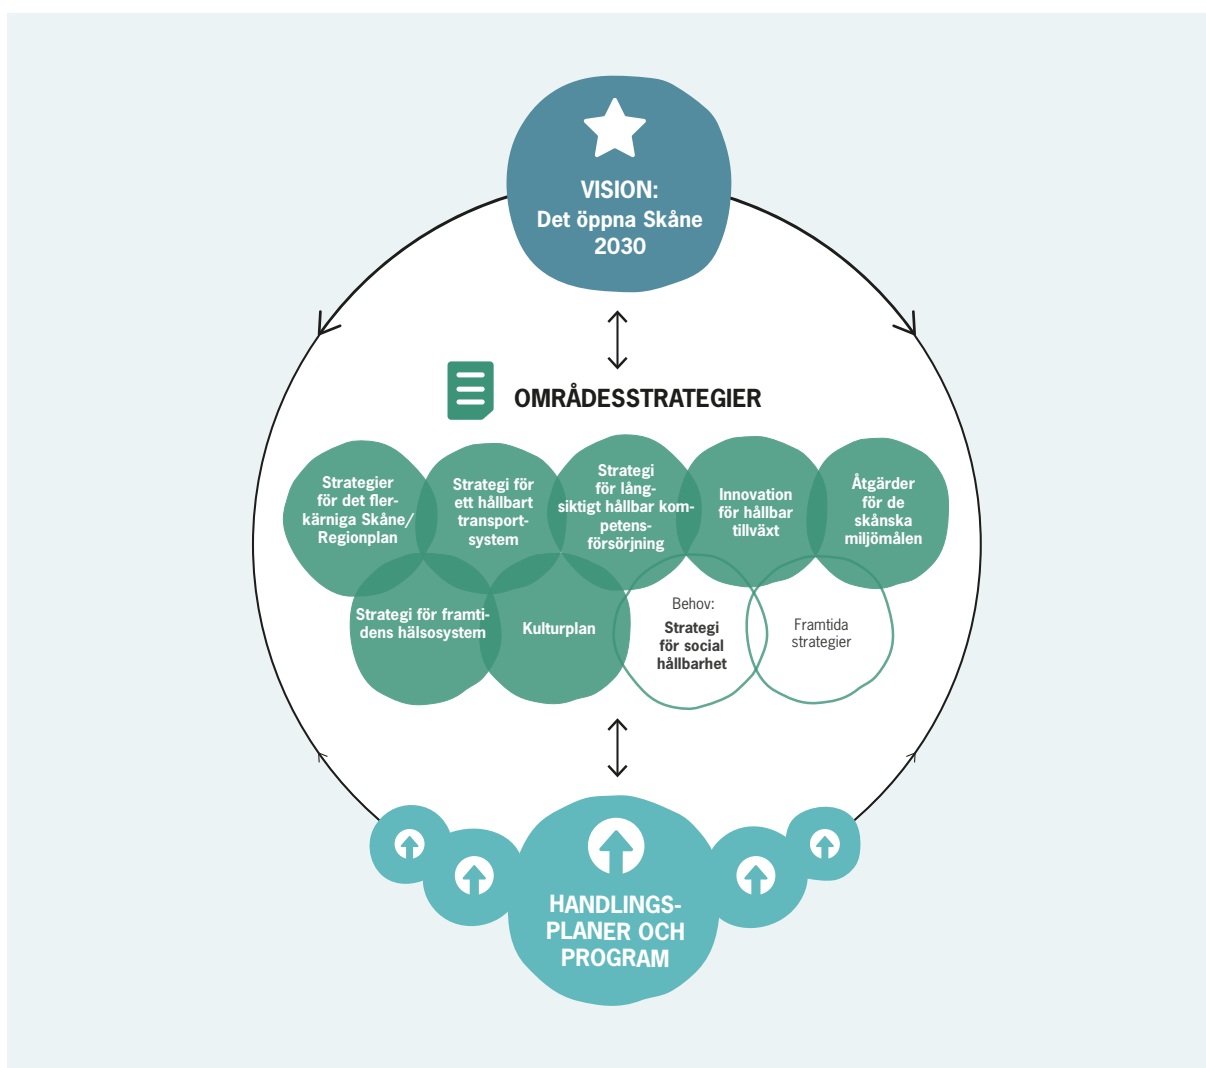 VISION:
Det öppna Skåne
2030
OMRÅDESSTRATEGIER
Strategier
för det fler-
kärniga Skåne/
Regionplan
Strategi för
ett hållbart
transport-
system
Strategi
för lång-
siktigt hållbar kom-
petens-
försörjning
Innovation
för hållbar
tillväxt
Åtgärder
för de
skånska
miljömålen
Strategi för framti-
dens hälsosystem
Kulturplan
Behov:
Strategi
för social
hållbarhet
Framtida
strategier
HANDLINGS-
PLANER OCH
PROGRAM